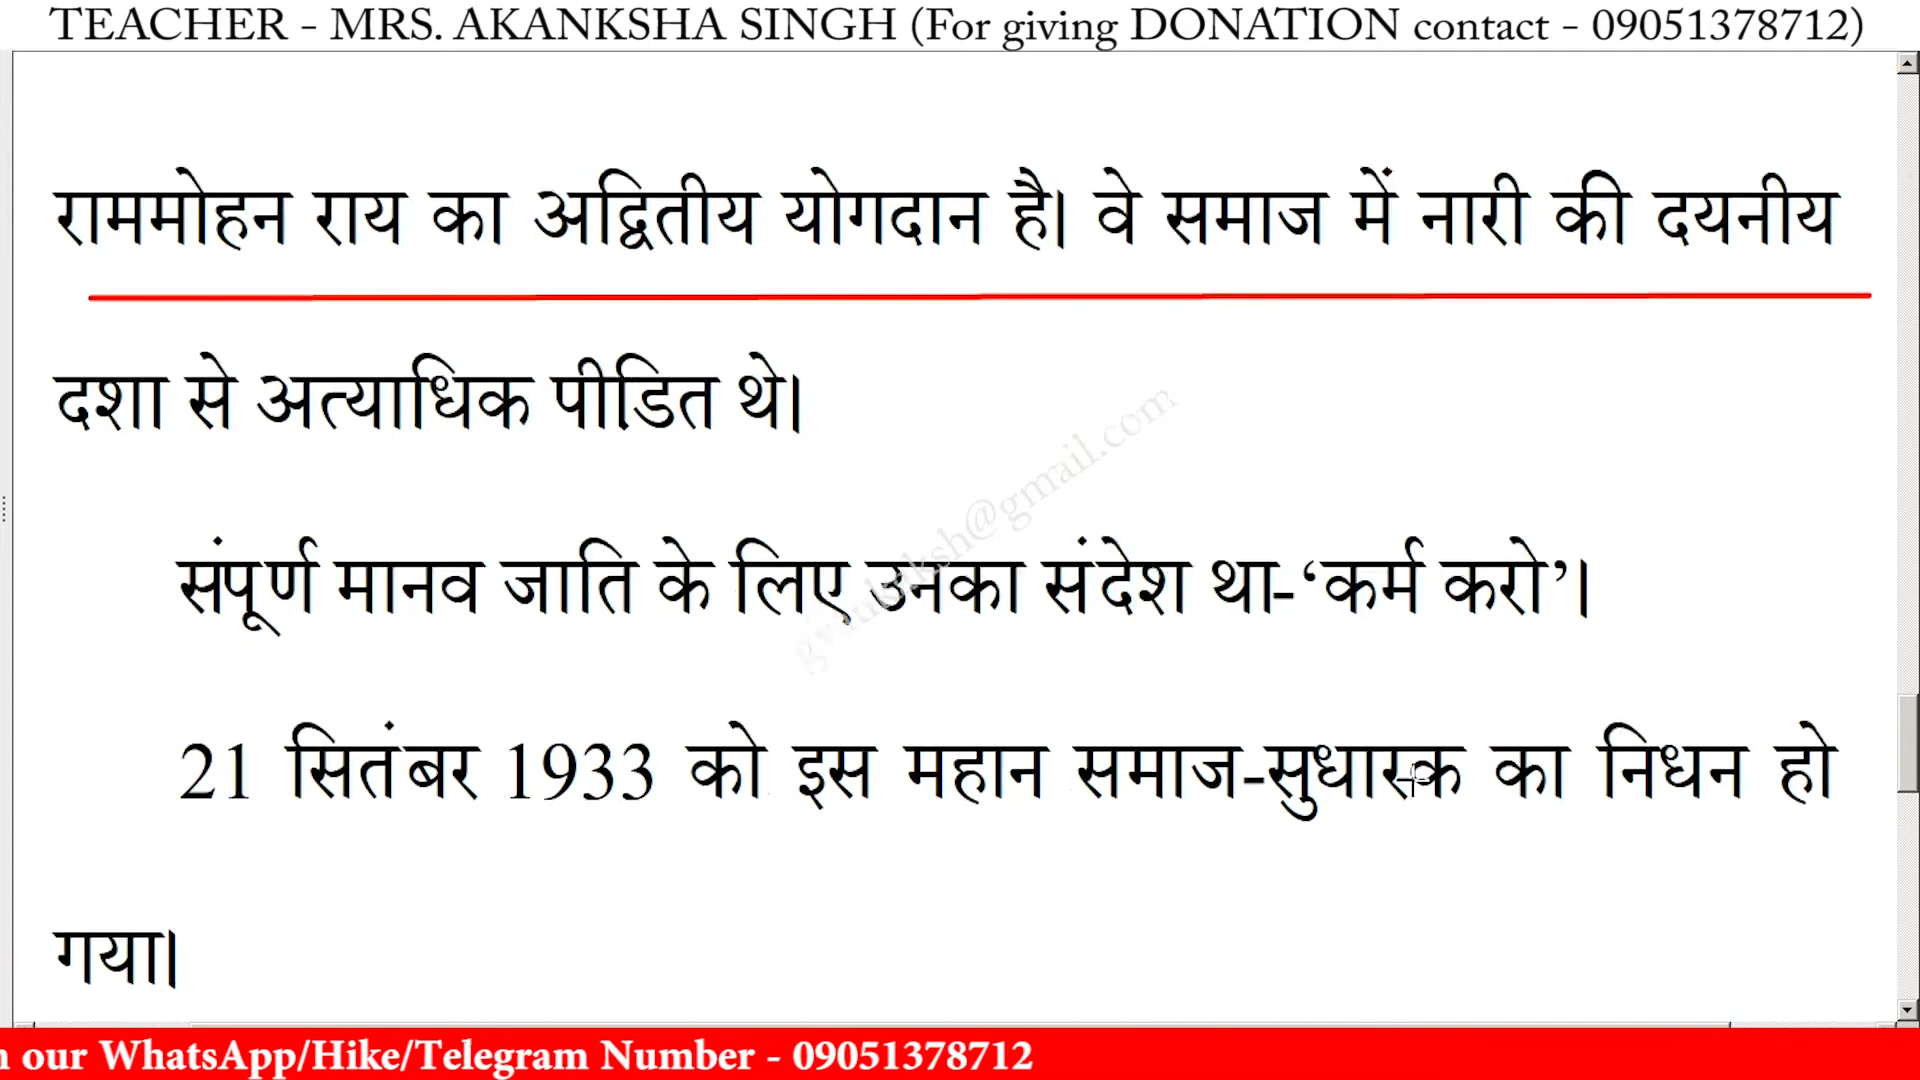 TEACHER - MRS. AKANKSHA SINGH (For giving DONATION contact - 09051378712)
राममोहन राय का अद्वितीय योगदान है। वे समाज में नारी की दयनीय
दशा से अत्याधिक पीड़ित थे।
संपूर्ण मानव जाति के लिए उनका संदेश था-‘कर्म करो’।
21 सितंबर 1933 को इस महान समाज-सुधारक का निधन हो
गया।
our WhatsApp/Hike/Telegram Number - 09051378712